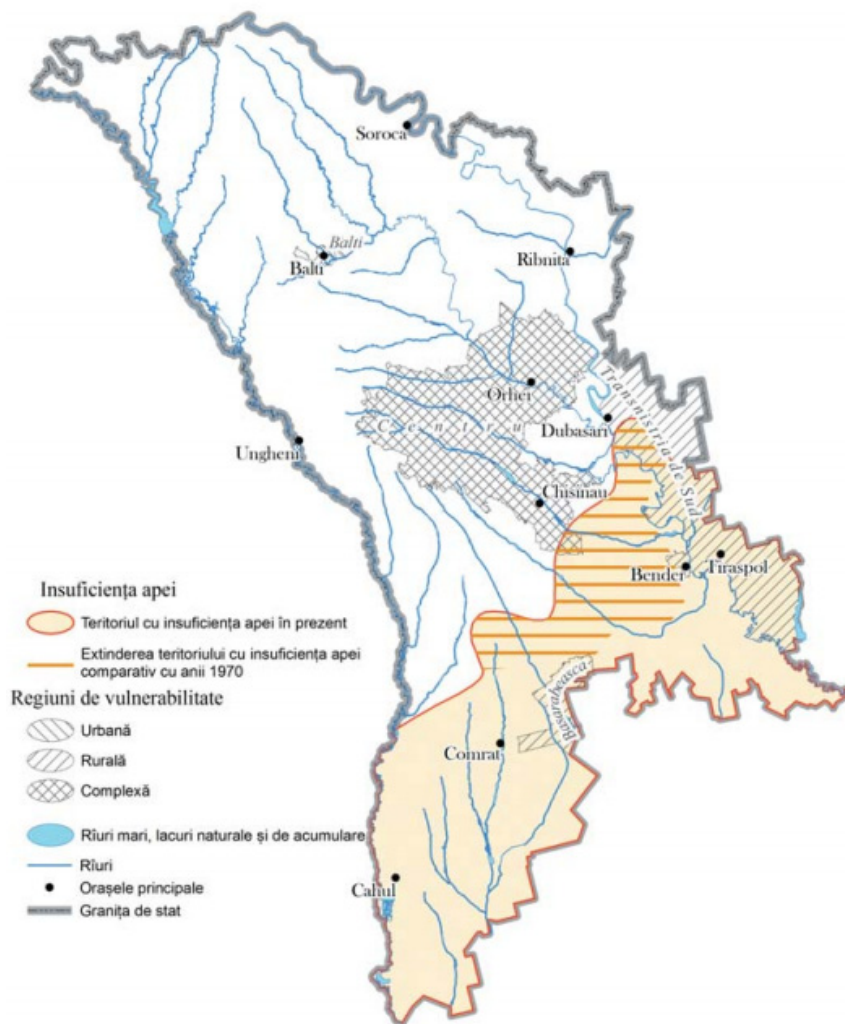 Soroca
Balti
Balti
Ribnita
Orhei
Transnistria de Sud
Dubasari
Centru
Ungheni
Chisinau
Bender
Tiraspol
Basarabeasca
Comrat
Cahul
Insuficiența apei
Teritoriul cu insuficiența apei în prezent
Extinderea teritoriului cu insuficiența apei
comparativ cu anii 1970
Regiuni de vulnerabilitate
Urbană
Rurală
Complexă
Rîuri mari, lacuri naturale și de acumulare
Rîuri
Orașele principale
Granița de stat